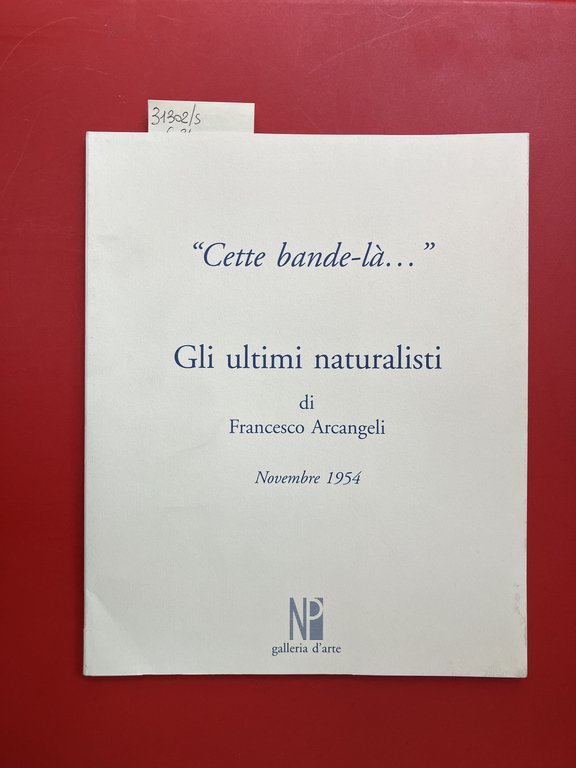 31302/s
“Cette bande-là…”
Gli ultimi naturalisti
di
Francesco Arcangeli
Novembre 1954
NP
galleria d'arte